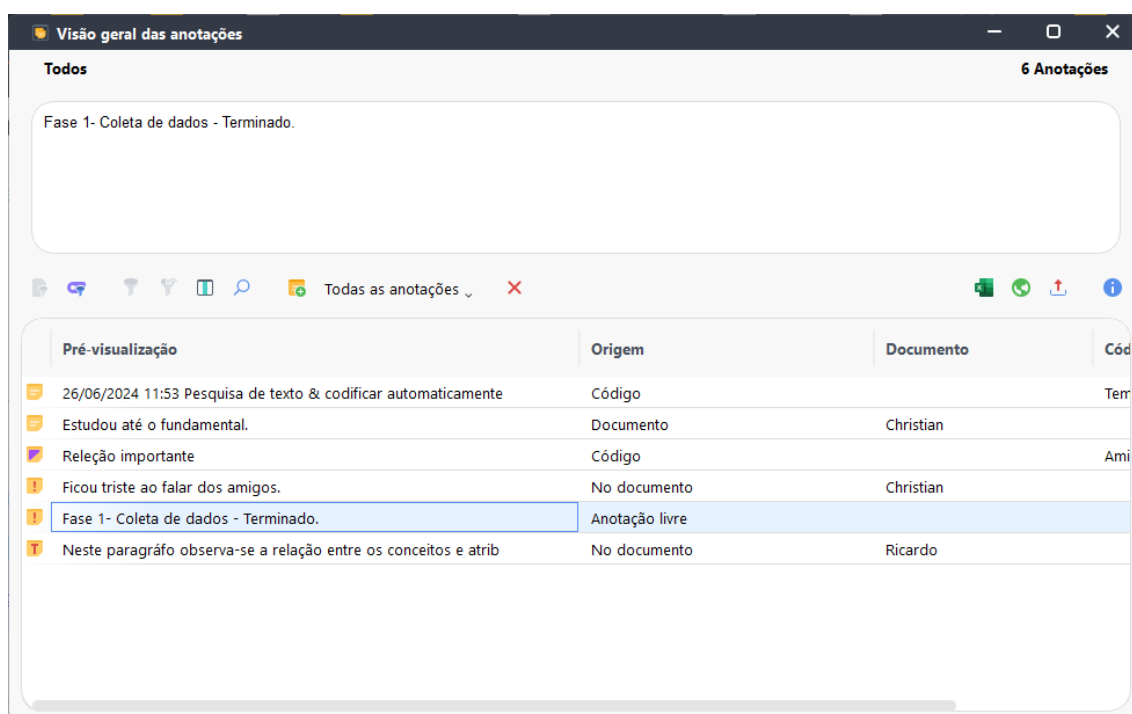 Visão geral das anotações
Todos 6 Anotações
Fase 1- Coleta de dados - Terminado.
Todas as anotações
Pré-visualização Origem Documento Cód
26/06/2024 11:53 Pesquisa de texto & codificar automaticamente Código Tem
Estudou até o fundamental. Documento Christian
Releção importante Código Ami
Ficou triste ao falar dos amigos. No documento Christian
Fase 1- Coleta de dados - Terminado. Anotação livre
Neste paragráfo observa-se a relação entre os conceitos e atrib No documento Ricardo